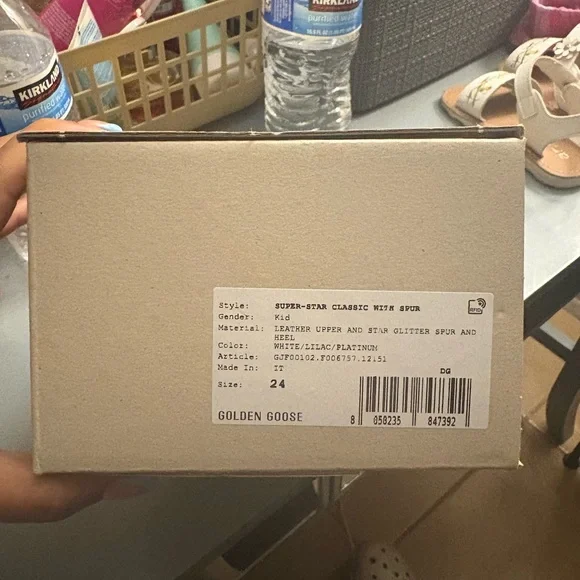 KIRKLAND
purified
KIRKLAND
purified
Style: SUPER-STAR CLASSIC WITH SPUR
RFID
Gender: Kid
Material: LEATHER UPPER AND STAR GLITTER SPUR AND
HEEL
Color: WHITE/LILAC/PLATINUM
Article: GJF00102.F006757.12151
Made In: IT
DG
Size: 24
GOLDEN GOOSE
8 058235 847392